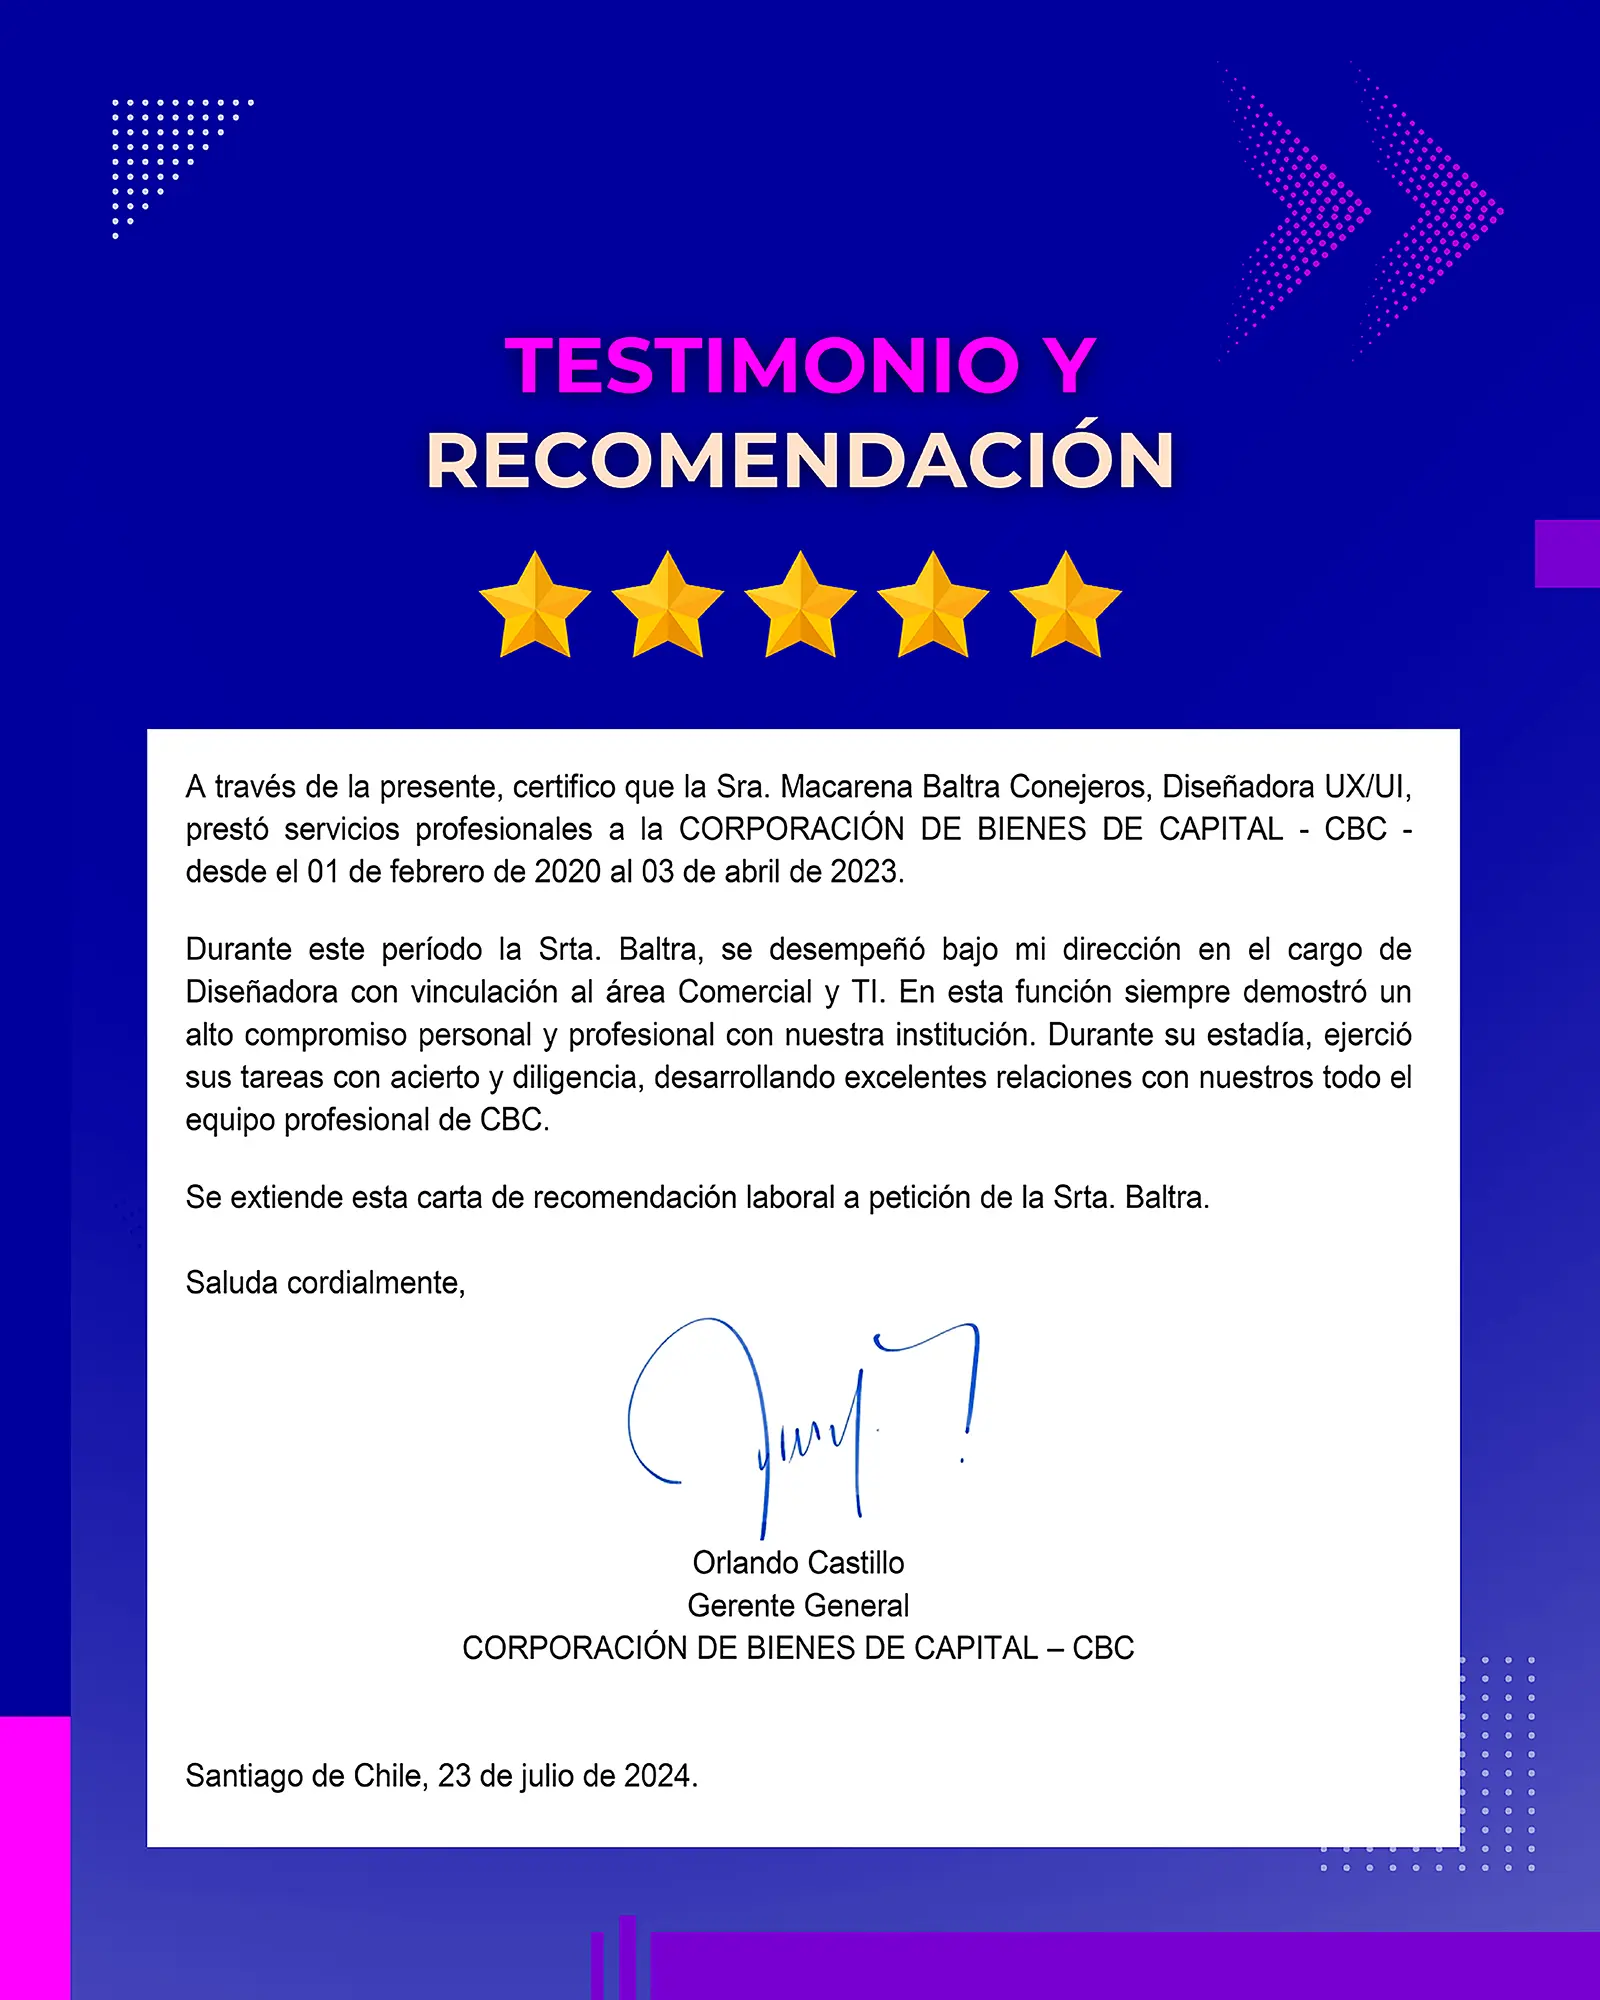 TESTIMONIO Y
RECOMENDACIÓN
A través de la presente, certifico que la Sra. Macarena Baltra Conejeros, Diseñadora UX/UI,
prestó servicios profesionales a la CORPORACIÓN DE BIENES DE CAPITAL - CBC -
desde el 01 de febrero de 2020 al 03 de abril de 2023.
Durante este período la Srta. Baltra, se desempeñó bajo mi dirección en el cargo de
Diseñadora con vinculación al área Comercial y TI. En esta función siempre demostró un
alto compromiso personal y profesional con nuestra institución. Durante su estadía, ejerció
sus tareas con acierto y diligencia, desarrollando excelentes relaciones con nuestros todo el
equipo profesional de CBC.
Se extiende esta carta de recomendación laboral a petición de la Srta. Baltra.
Saluda cordialmente,
Orlando Castillo
Gerente General
CORPORACIÓN DE BIENES DE CAPITAL – CBC
Santiago de Chile, 23 de julio de 2024.